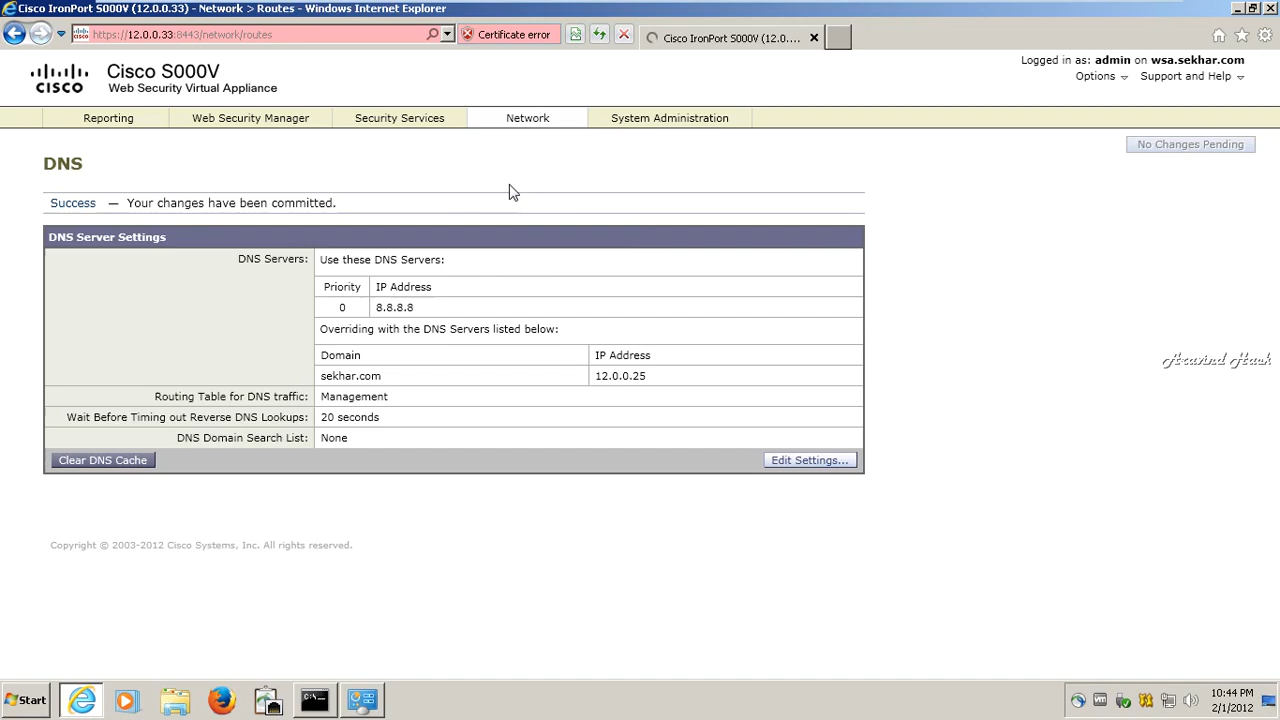 Cisco IronPort S000V (12.0.0.33) - Network > Routes - Windows Internet Explorer
https://12.0.0.33:8443/network/routes
Certificate error
Cisco IronPort S000V (12.0....
Logged in as: admin on wsa.sekhar.com
Options
Support and Help
CISCO
Cisco S000V
Web Security Virtual Appliance
Reporting
Web Security Manager
Security Services
Network
System Administration
No Changes Pending
DNS
Success — Your changes have been committed.
DNS Server Settings
DNS Servers:
Use these DNS Servers:
Priority
IP Address
0
8.8.8.8
Overriding with the DNS Servers listed below:
Domain
IP Address
sekhar.com
12.0.0.25
Routing Table for DNS traffic:
Management
Wait Before Timing out Reverse DNS Lookups:
20 seconds
DNS Domain Search List:
None
Clear DNS Cache
Edit Settings...
Aravind Hask
Copyright © 2003-2012 Cisco Systems, Inc. All rights reserved.
Start
10:44 PM
2/1/2012